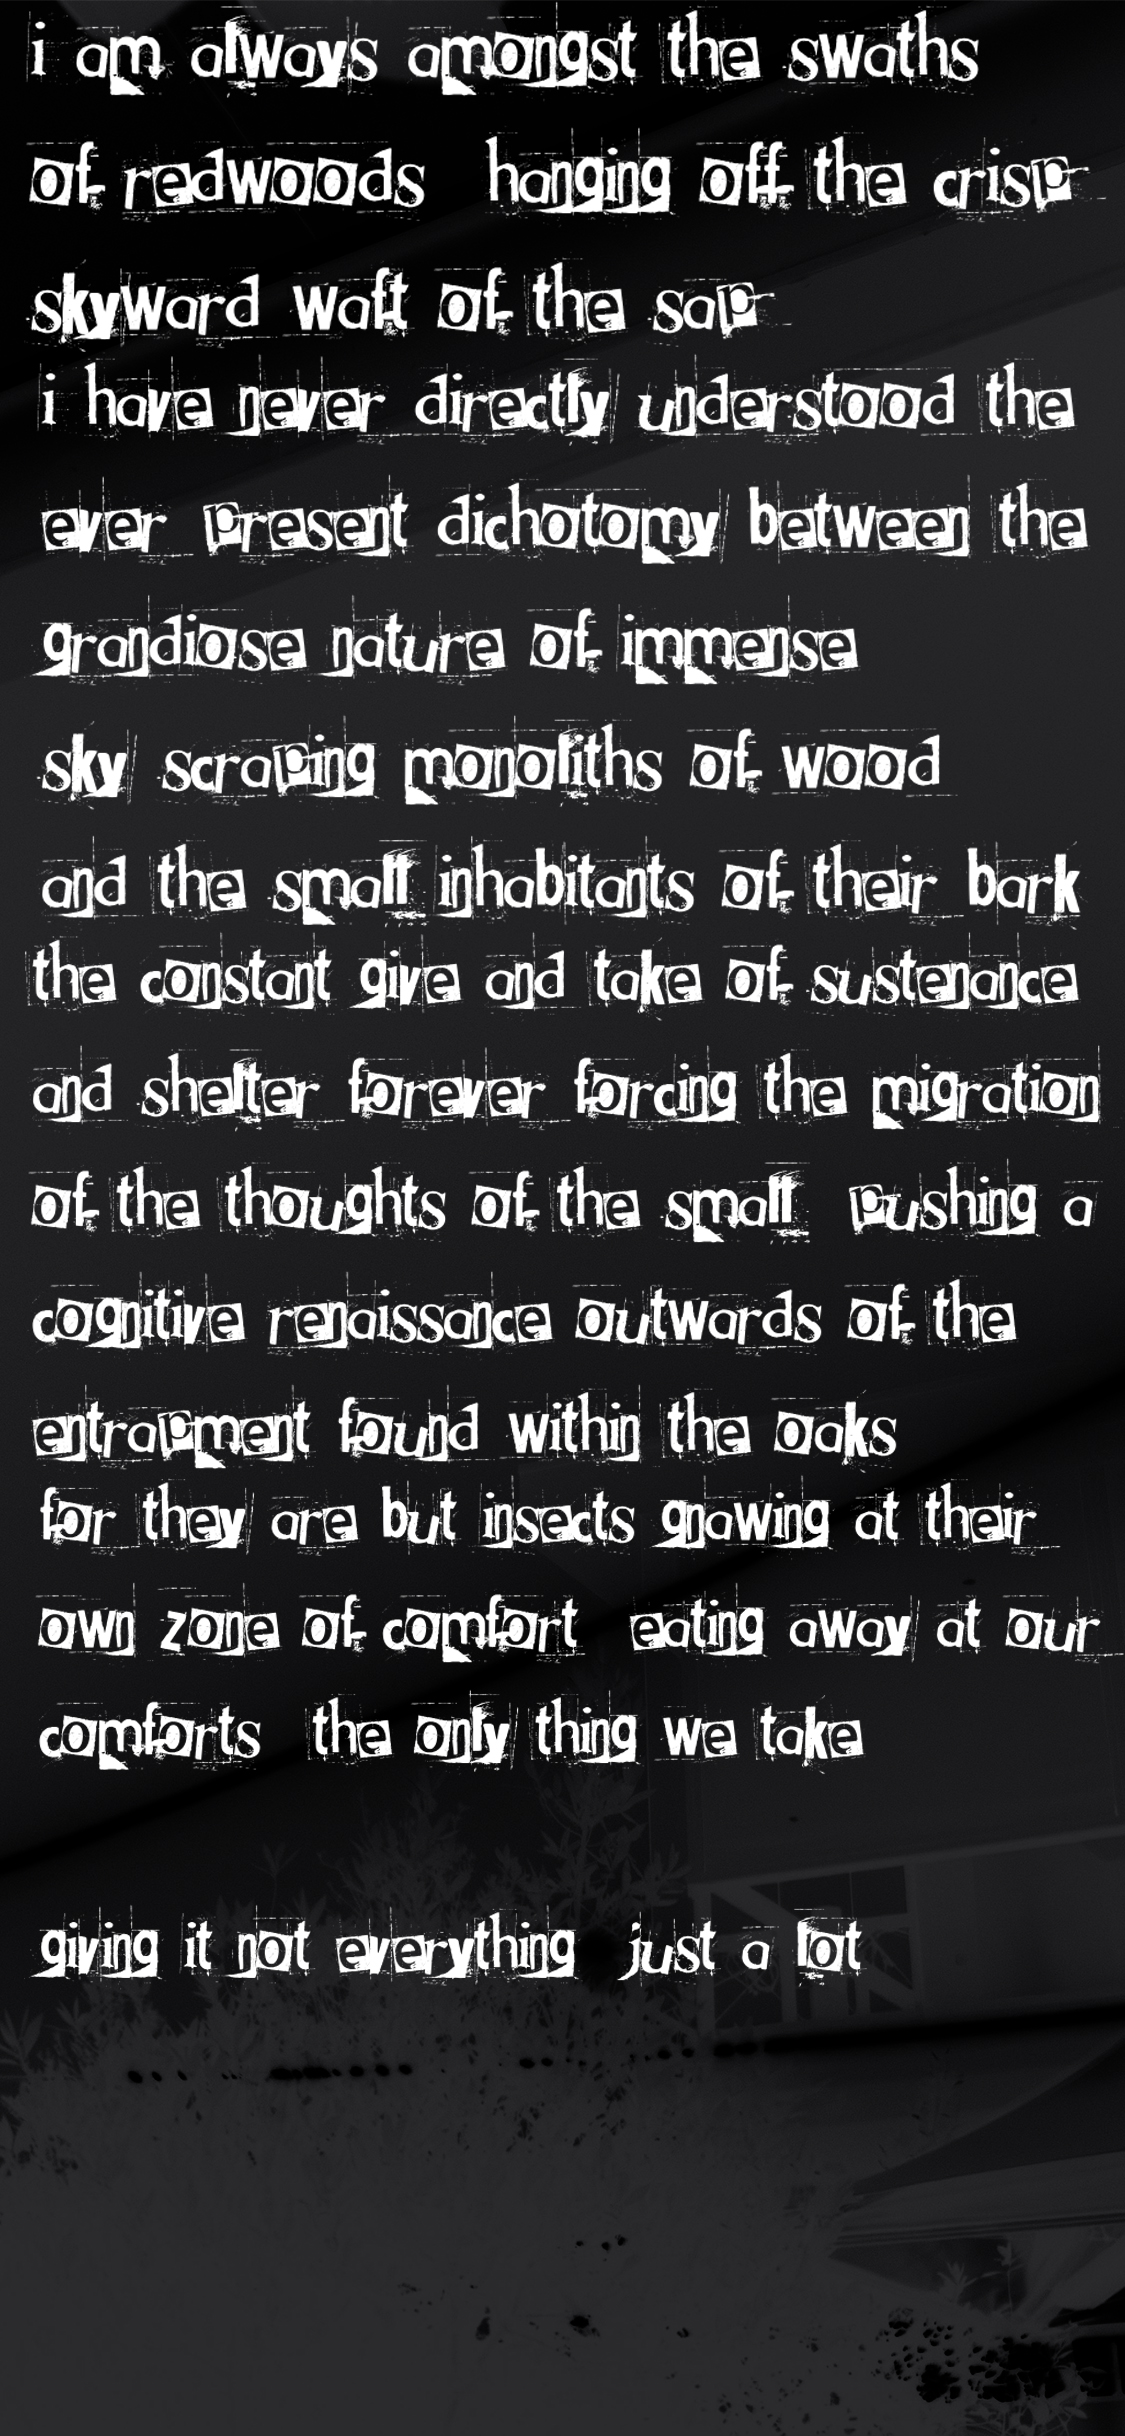 i am always amongst the swaths
of redwoods hanging off the crisp
skyward waft of the sap
i have never directly understood the
ever present dichotomy between the
grandiose nature of immense
sky scraping monoliths of wood
and the small inhabitants of their bark
the constant give and take of sustenance
and shelter forever forcing the migration
of the thoughts of the small pushing a
cognitive renaissance outwards of the
entrapment found within the oaks
for they are but insects gnawing at their
own zone of comfort eating away at our
comforts the only thing we take
giving it not everything just a lot